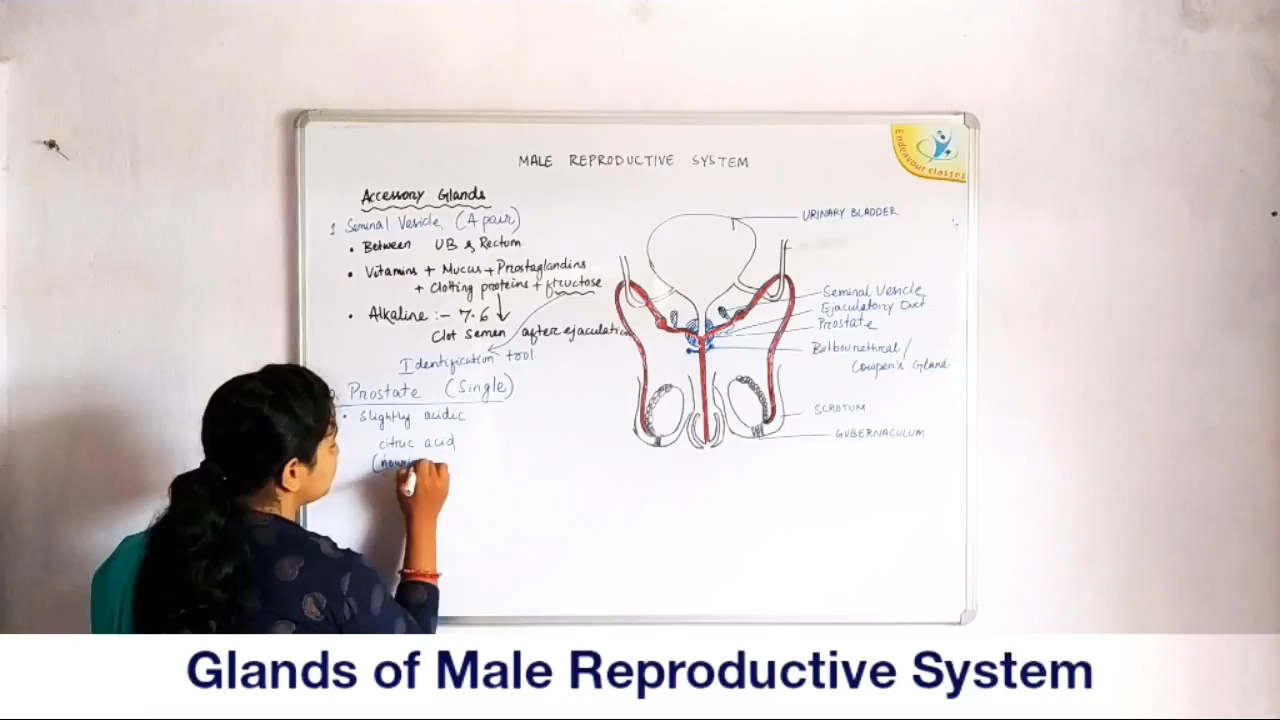 MALE REPRODUCTIVE SYSTEM
Endeavour classes
Accessory Glands
1 Seminal Vesicle (A pair)
• Between UB & Rectum
• Vitamins + Mucus + Prostaglandins
+ Clotting proteins + fructose
• Alkaline :- 7.6
Clot Semen after ejaculation
Identification tool
Prostate (Single)
• Slightly acidic
citric acid
URINARY BLADDER
Seminal Vesicle
Ejaculatory Duct
Prostate
Bulbourethral/
Cowper's Gland
SCROTUM
GUBERNACULUM
Glands of Male Reproductive System